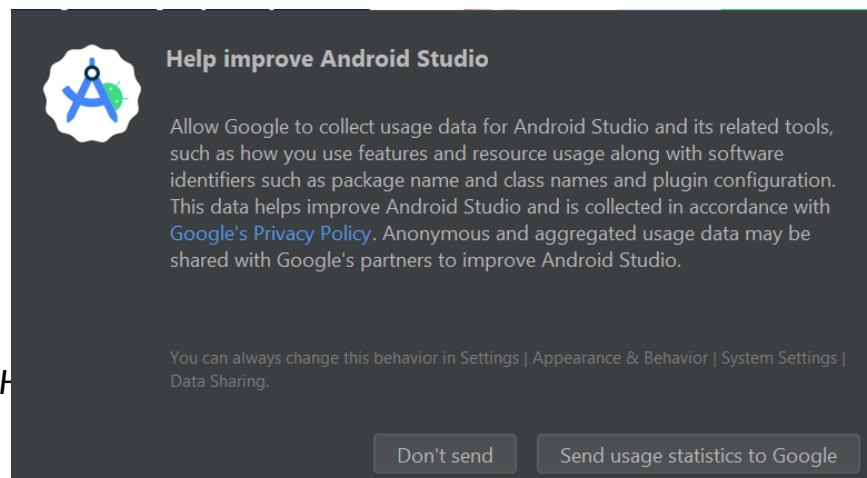 Help improve Android Studio
Allow Google to collect usage data for Android Studio and its related tools,
such as how you use features and resource usage along with software
identifiers such as package name and class names and plugin configuration.
This data helps improve Android Studio and is collected in accordance with
Google's Privacy Policy. Anonymous and aggregated usage data may be
shared with Google's partners to improve Android Studio.
You can always change this behavior in Settings | Appearance & Behavior | System Settings |
Data Sharing.
Don't send Send usage statistics to Google